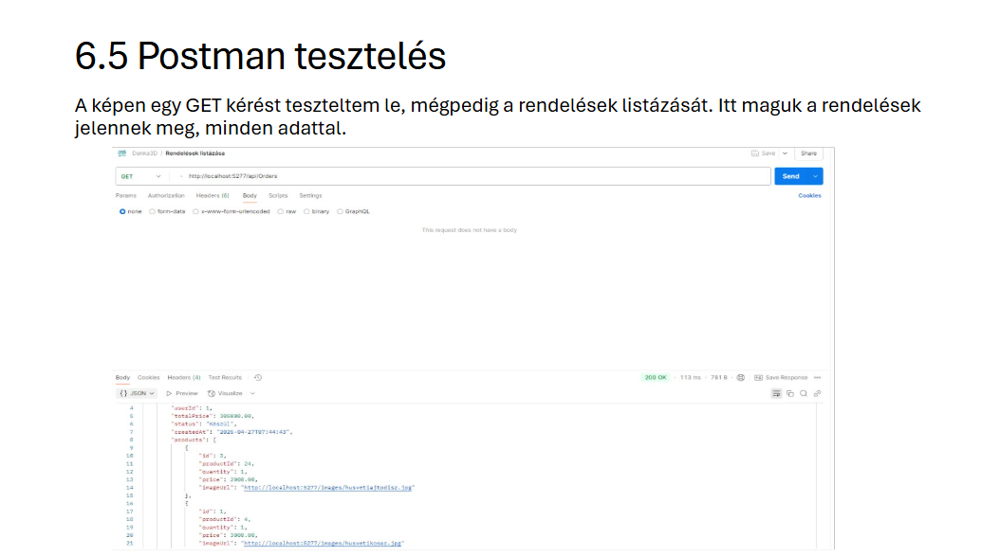 6.5 Postman tesztelés
A képen egy GET kérést teszteltem le, mégpedig a rendelések listázását. Itt maguk a rendelések
jelennek meg, minden adattal.
Danka3D / Rendelések listázása
Save Share
GET http://localhost:5277/api/Orders Send
Params Authorization Headers (6) Body Scripts Settings Cookies
none form-data x-www-form-urlencoded raw binary GraphQL
This request does not have a body
Body Cookies Headers (4) Test Results 200 OK 113 ms 781 B Save Response
{} JSON Preview Visualize
4 "userId": 1,
5 "totalPrice": 300000.00,
6 "status": "Készül",
7 "createdAt": "2026-04-27T07:44:43",
8 "products": [
9 {
10 "id": 3,
11 "productId": 24,
12 "quantity": 1,
13 "price": 2000.00,
14 "imageUrl": "http://localhost:5277/images/husvetiajtodisz.jpg"
15 },
16 {
17 "id": 1,
18 "productId": 4,
19 "quantity": 1,
20 "price": 3000.00,
21 "imageUrl": "http://localhost:5277/images/husvetikosar.jpg"